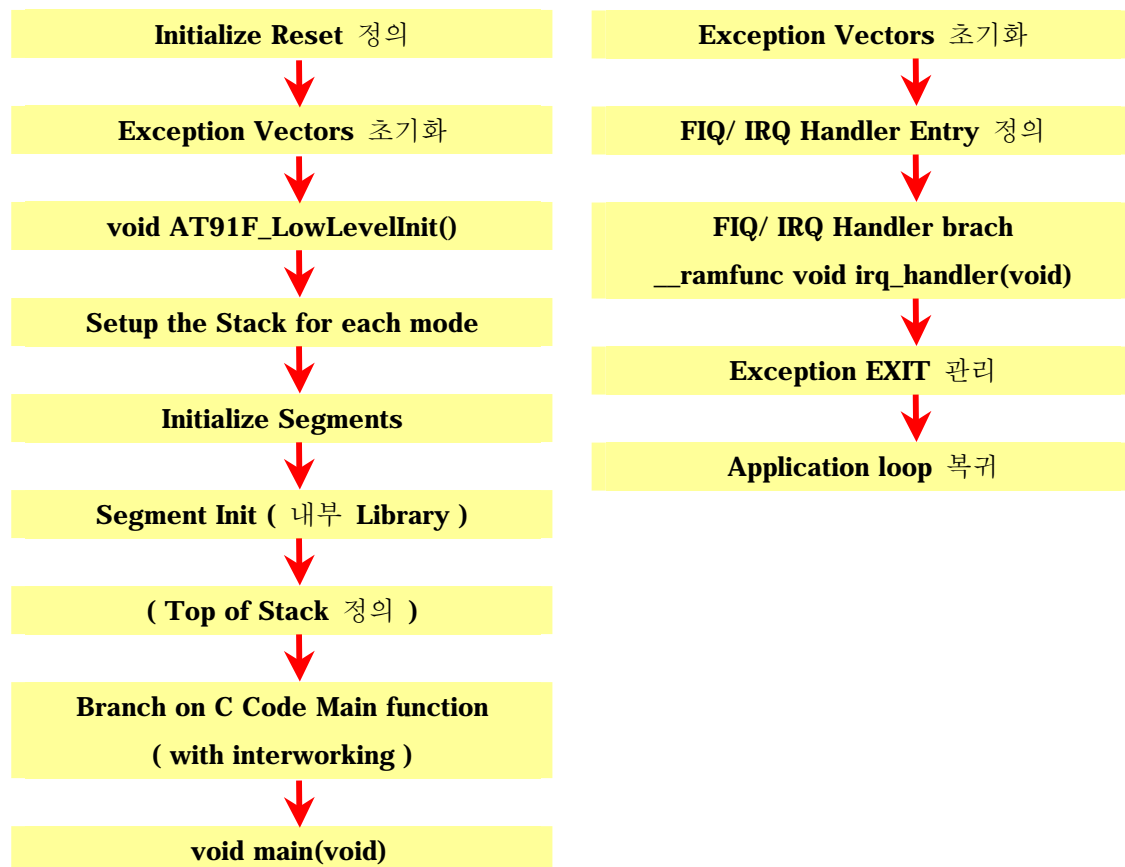 Initialize Reset 정의
Exception Vectors 초기화
void AT91F_LowLevelInit()
Setup the Stack for each mode
Initialize Segments
Segment Init ( 내부 Library )
( Top of Stack 정의 )
Branch on C Code Main function
( with interworking )
void main(void)
Exception Vectors 초기화
FIQ/ IRQ Handler Entry 정의
FIQ/ IRQ Handler brach
__ramfunc void irq_handler(void)
Exception EXIT 관리
Application loop 복귀